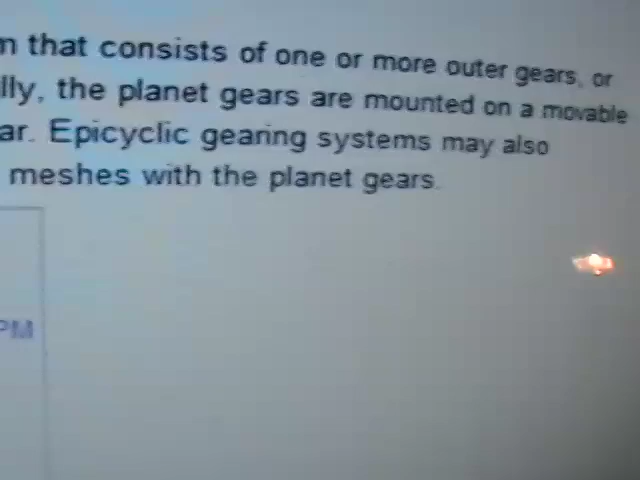 that consists of one or more outer gears, or
lly, the planet gears are mounted on a movable
ar. Epicyclic gearing systems may also
meshes with the planet gears.
PM